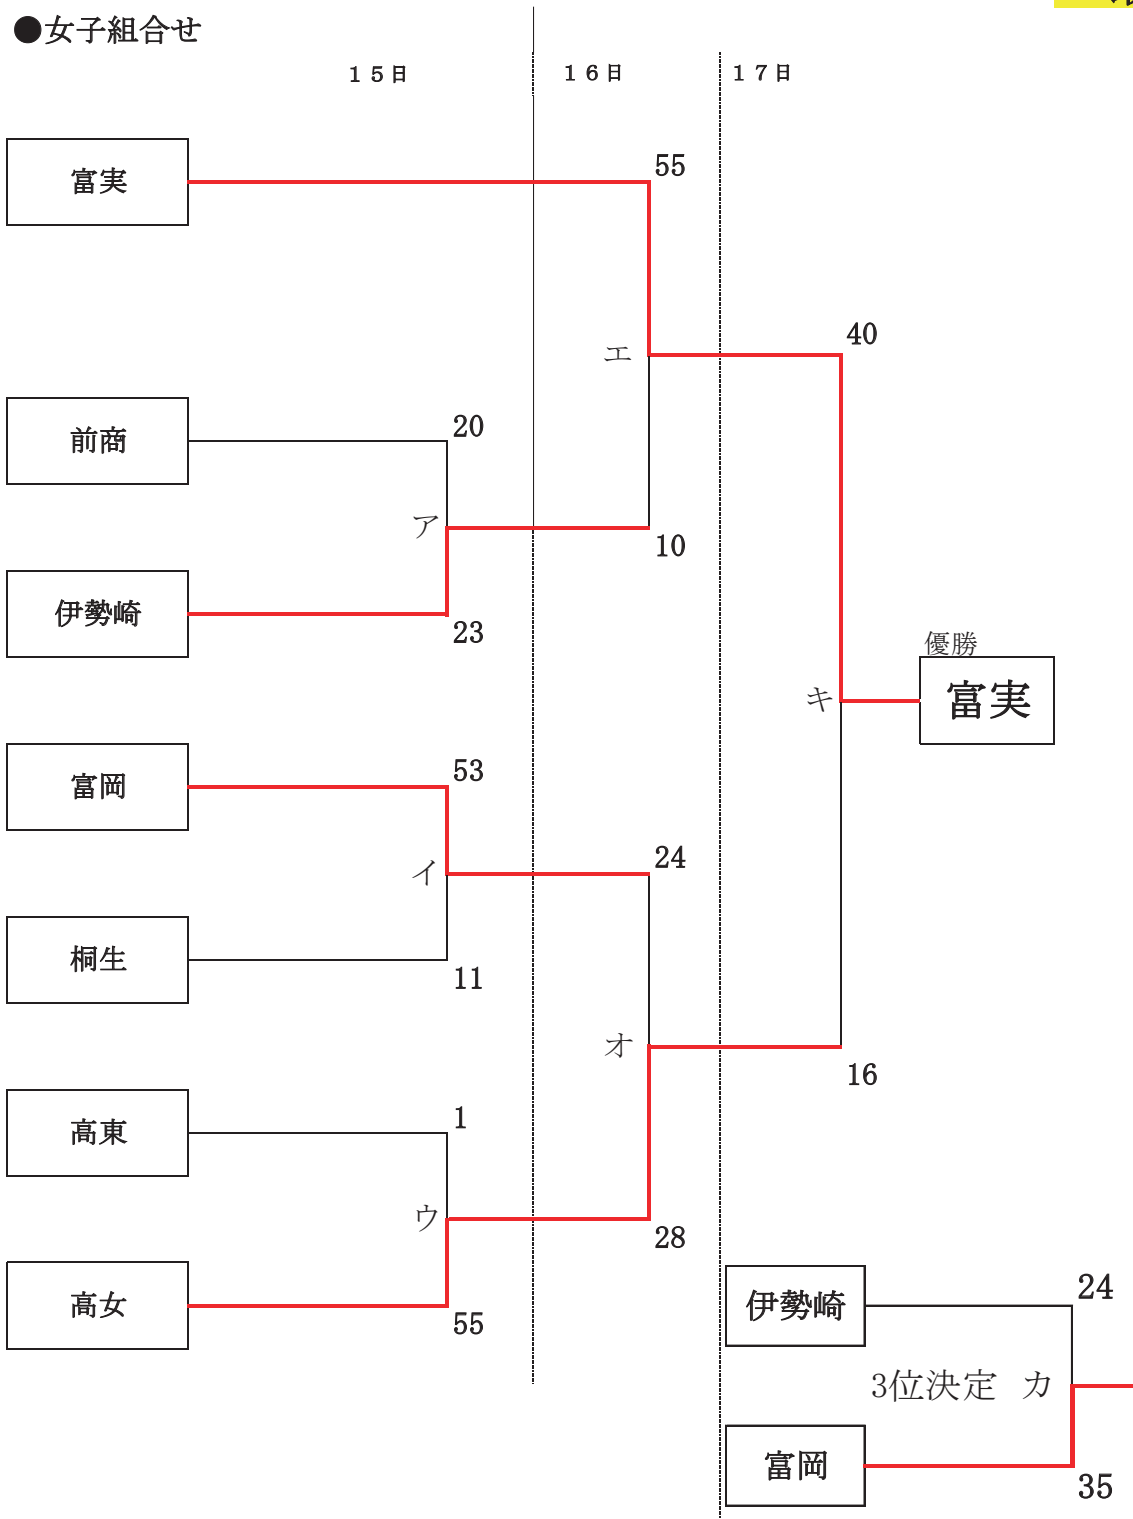 ●女子組合せ
１５日
１６日
１７日
富実
55
40
エ
前商
20
ア
10
伊勢崎
23
優勝
富実
キ
富岡
53
イ
24
桐生
11
オ
16
高東
1
ウ
28
高女
55
伊勢崎
24
3位決定 カ
富岡
35